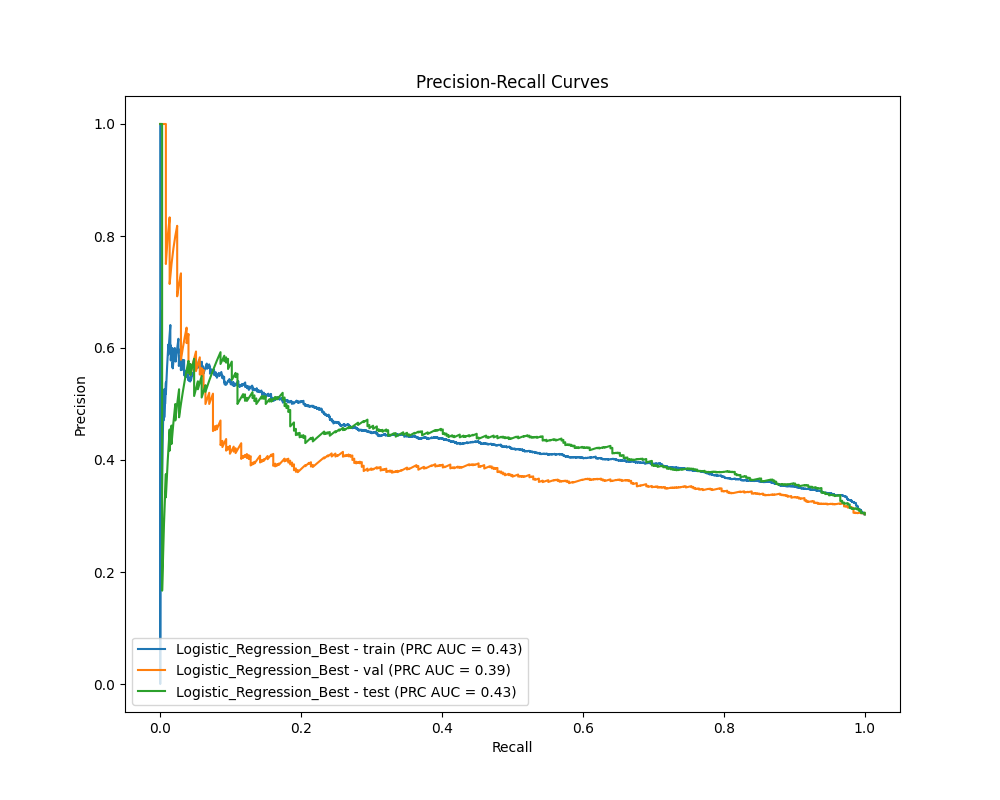 Precision-Recall Curves
Precision
1.0
0.8
0.6
0.4
0.2
0.0
Logistic_Regression_Best - train (PRC AUC = 0.43)
Logistic_Regression_Best - val (PRC AUC = 0.39)
Logistic_Regression_Best - test (PRC AUC = 0.43)
0.0 0.2 0.4 0.6 0.8 1.0
Recall